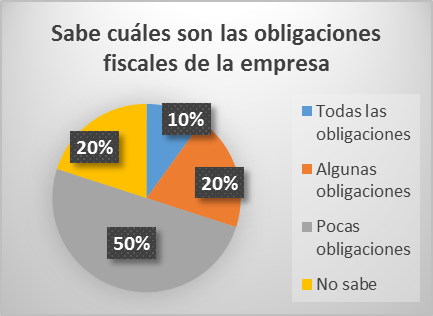 Sabe cuáles son las obligaciones
fiscales de la empresa
10%
20%
50%
20%
Todas las
obligaciones
Algunas
obligaciones
Pocas
obligaciones
No sabe